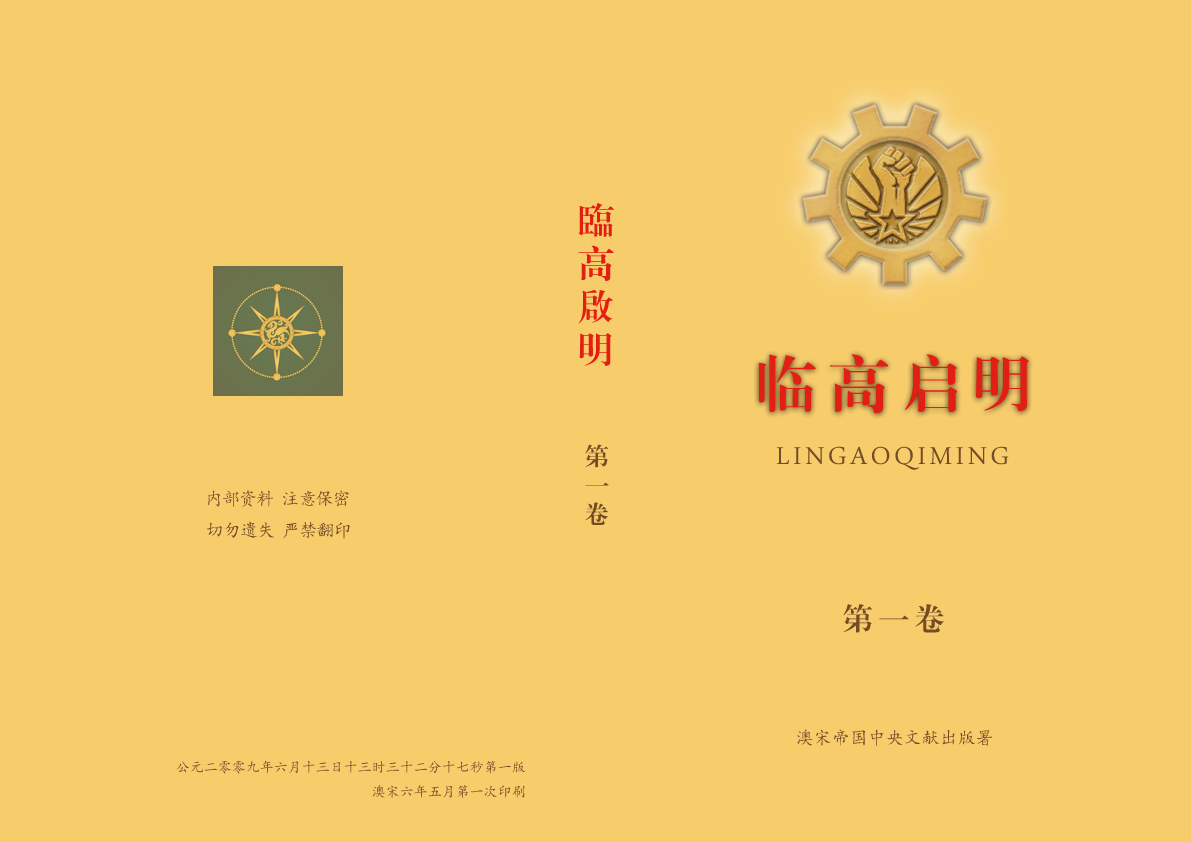 临高启明
LINGAOQIMING
第一卷
澳宋帝国中央文献出版署
臨高啟明
第一卷
内部资料 注意保密
切勿遗失 严禁翻印
公元二零零九年六月十三日十三时三十二分十七秒第一版
澳宋六年五月第一次印刷